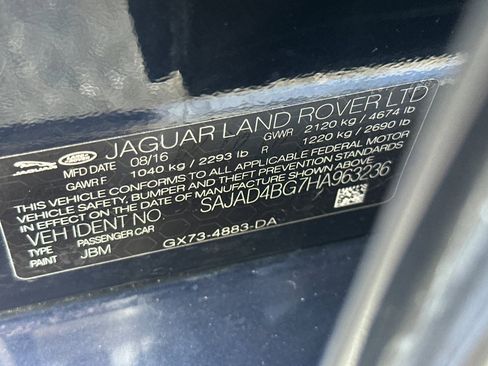 JAGUAR LAND ROVER LTD
MFD DATE 08/16 GWVR 2120 kg / 4674 lb
GAWR F 1040 kg / 2293 lb R 1220 kg / 2690 lb
THIS VEHICLE CONFORMS TO ALL APPLICABLE FEDERAL MOTOR
VEHICLE SAFETY, BUMPER AND THEFT PREVENTION STANDARDS
IN EFFECT ON THE DATE OF MANUFACTURE SHOWN ABOVE.
VEH IDENT NO. SAJAD4BG7HA963236
TYPE PASSENGER CAR
PAINT JBM GX73-4883-DA